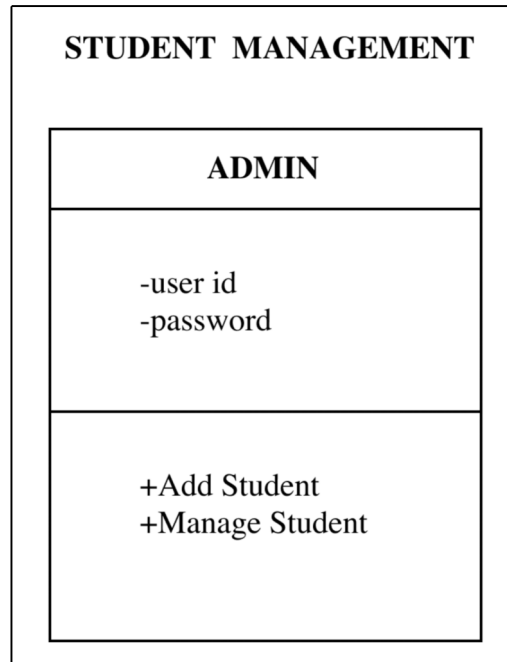 STUDENT MANAGEMENT
ADMIN
-user id
-password
+Add Student
+Manage Student